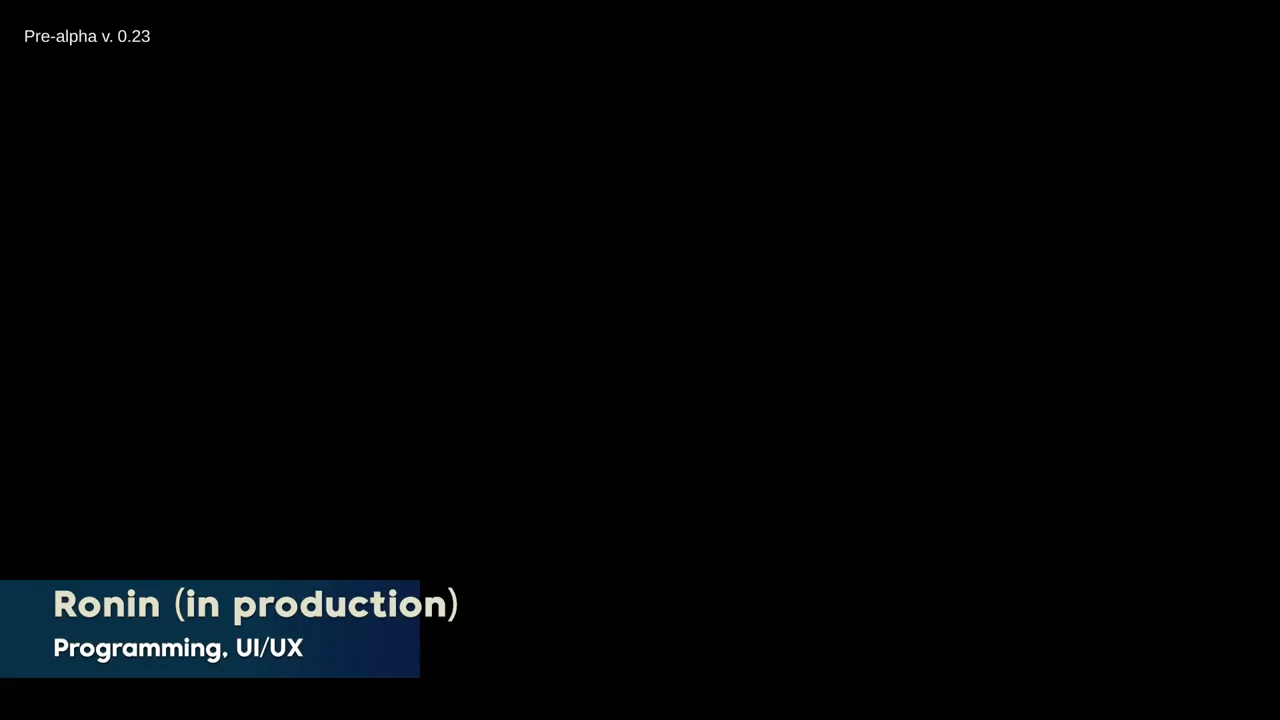 Pre-alpha v. 0.23
Ronin (in production)
Programming, UI/UX